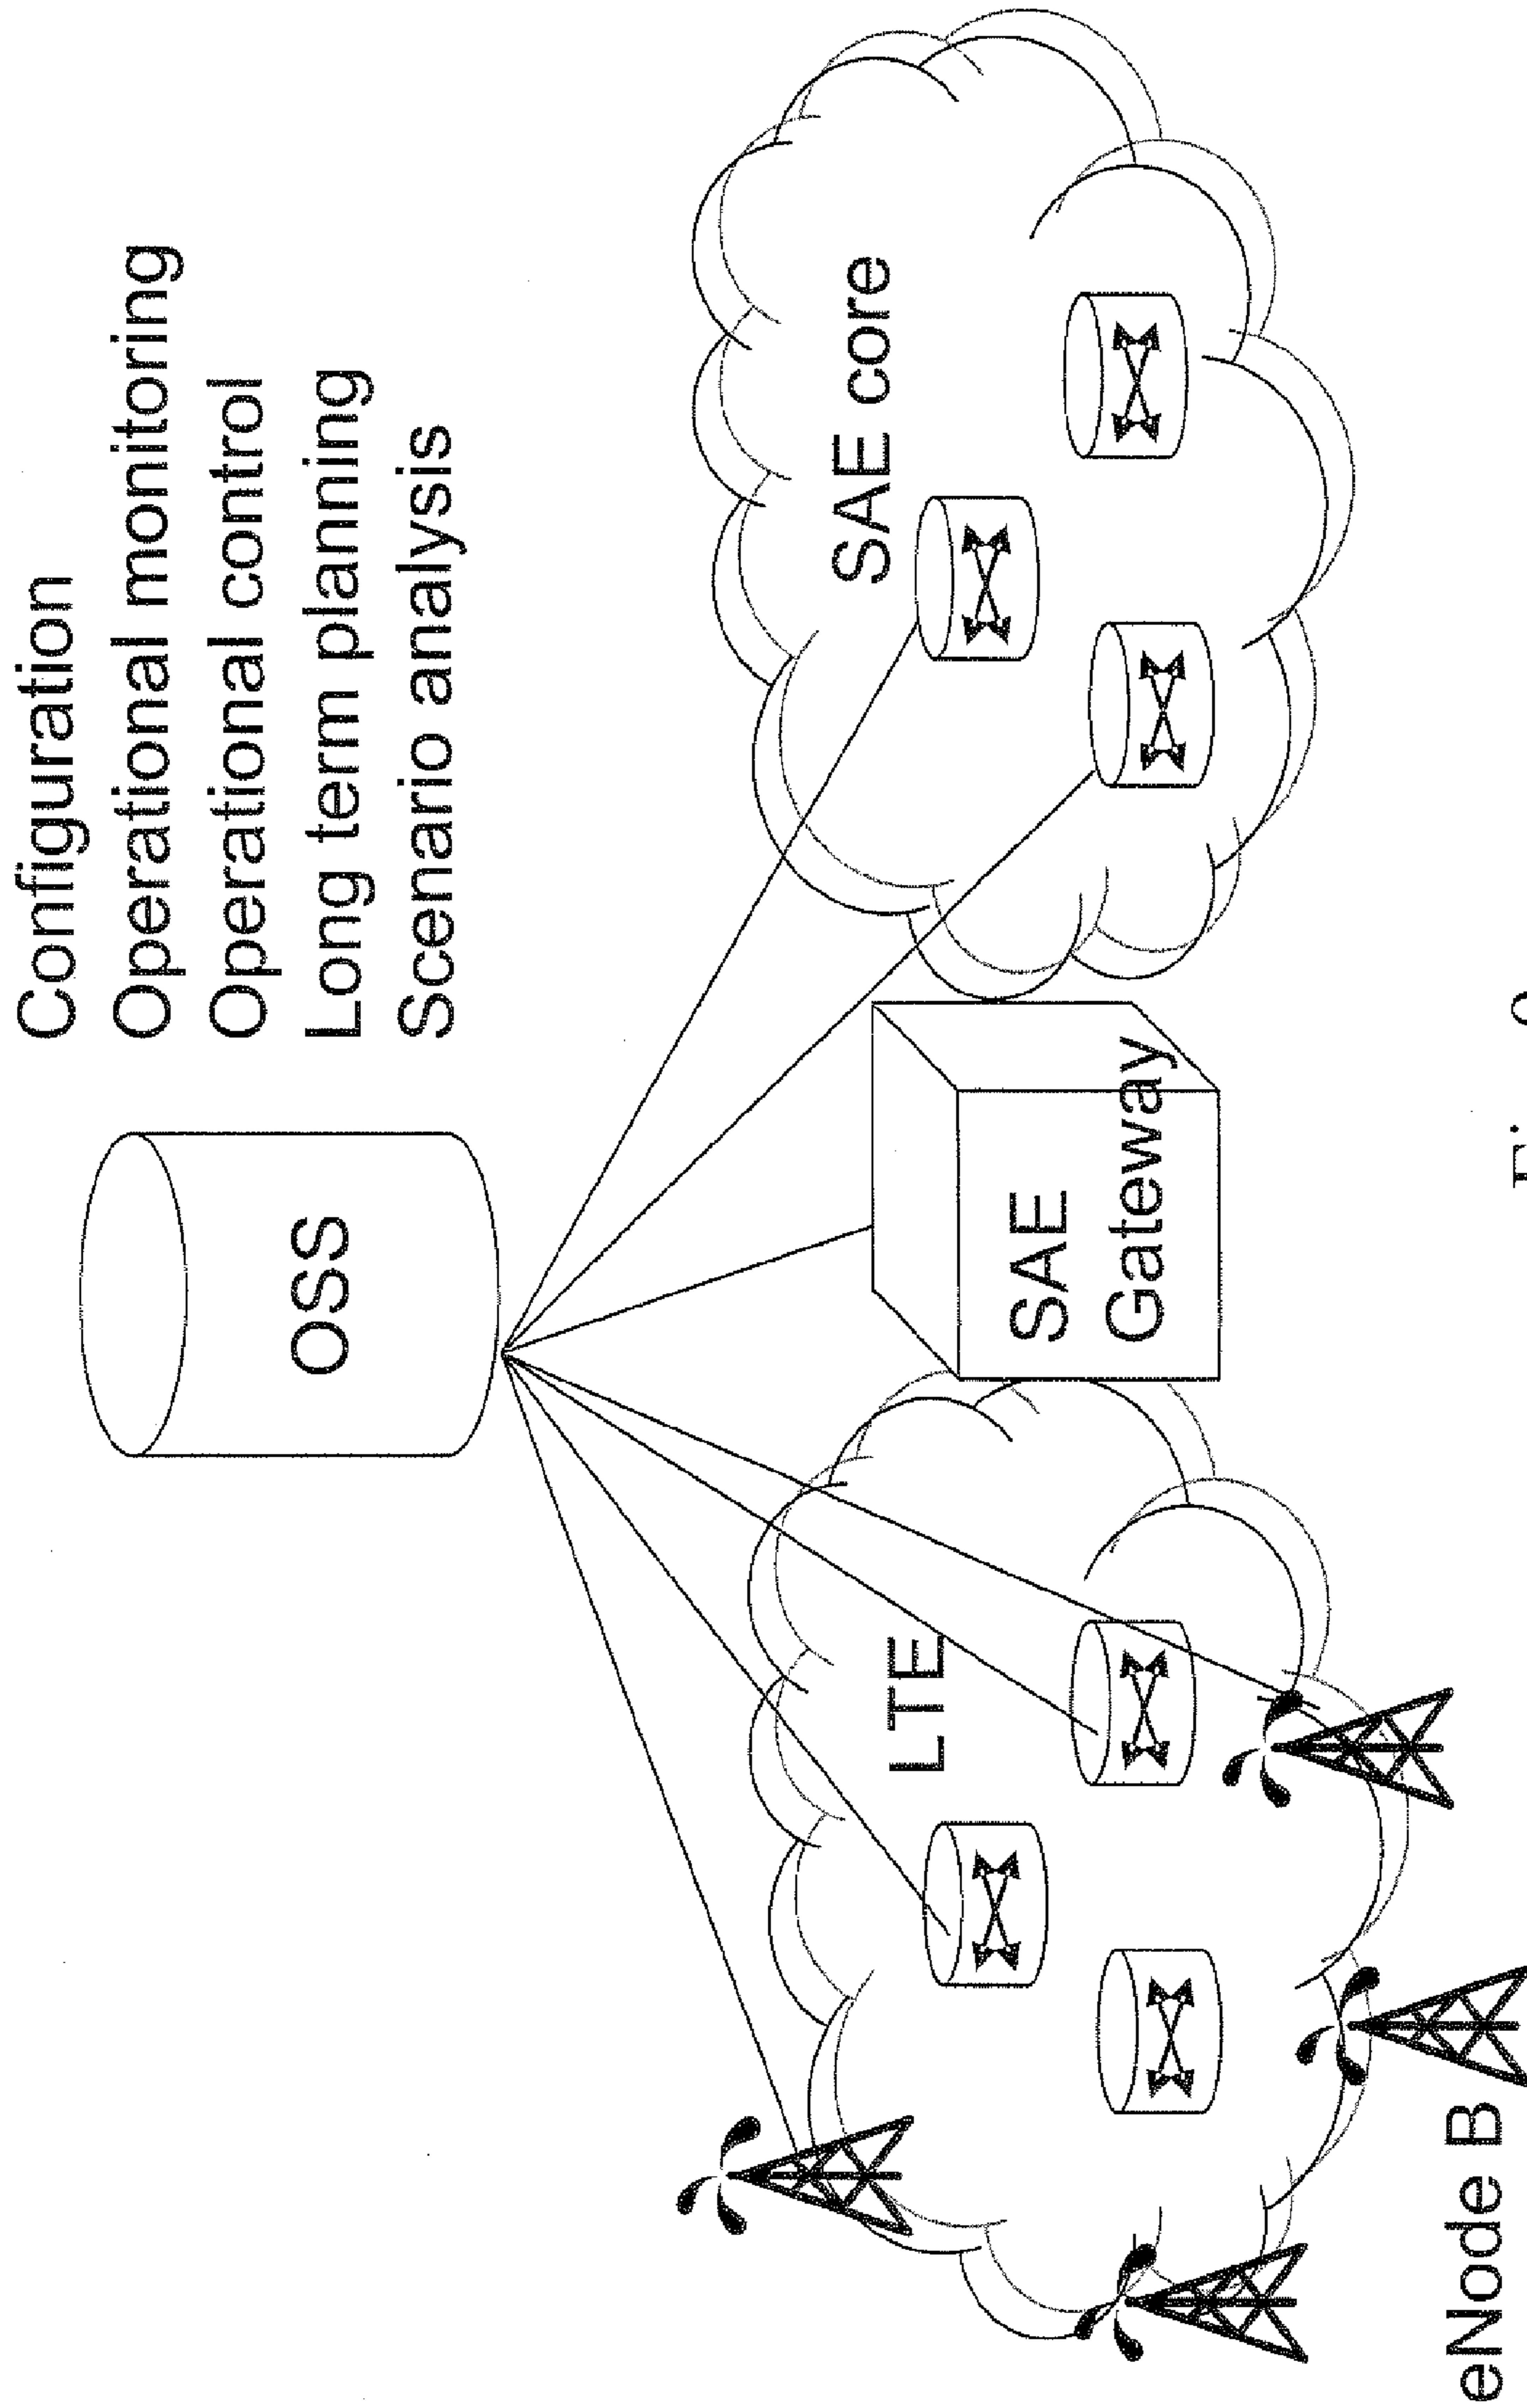 Configuration
Operational monitoring
Operational control
Long term planning
Scenario analysis
OSS
SAE core
LTE
SAE
Gateway
eNode B